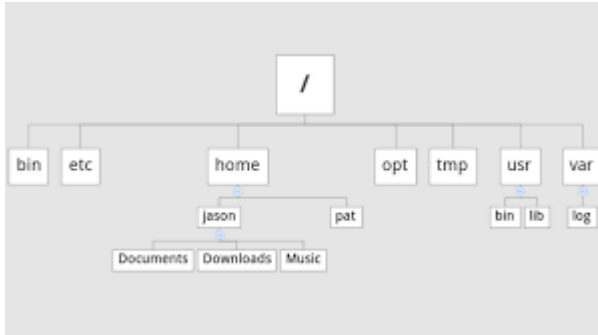 /
bin etc home opt tmp usr var
jason pat bin lib log
Documents Downloads Music